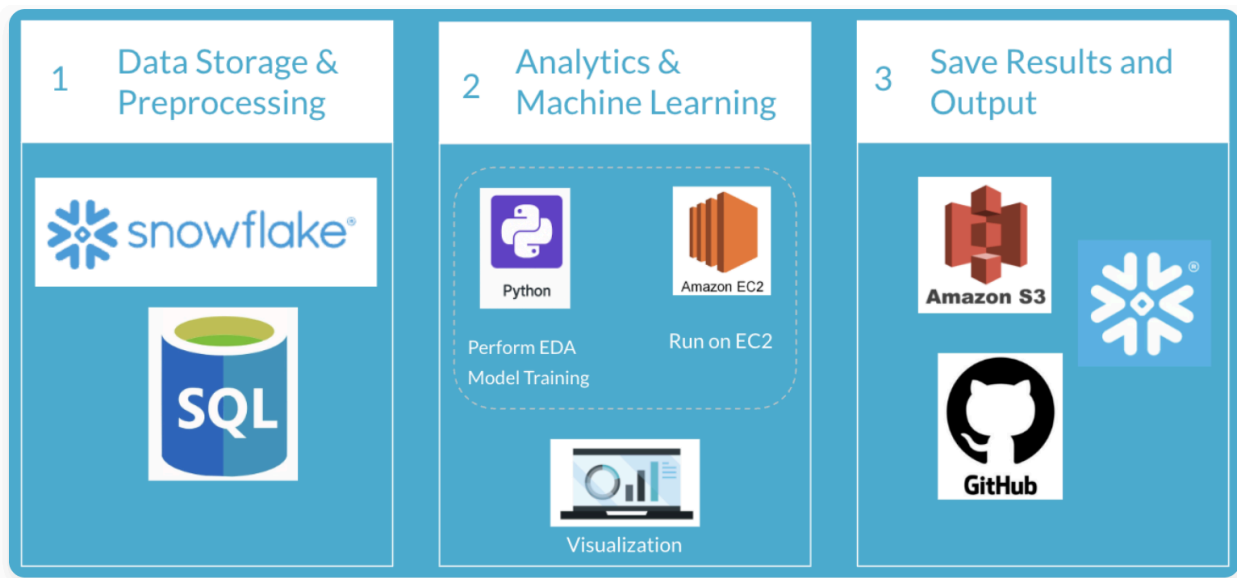 1
Data Storage &
Preprocessing
snowflake®
SQL
2
Analytics &
Machine Learning
Python
Amazon EC2
Perform EDA
Model Training
Run on EC2
Visualization
3
Save Results and
Output
Amazon S3
®
GitHub